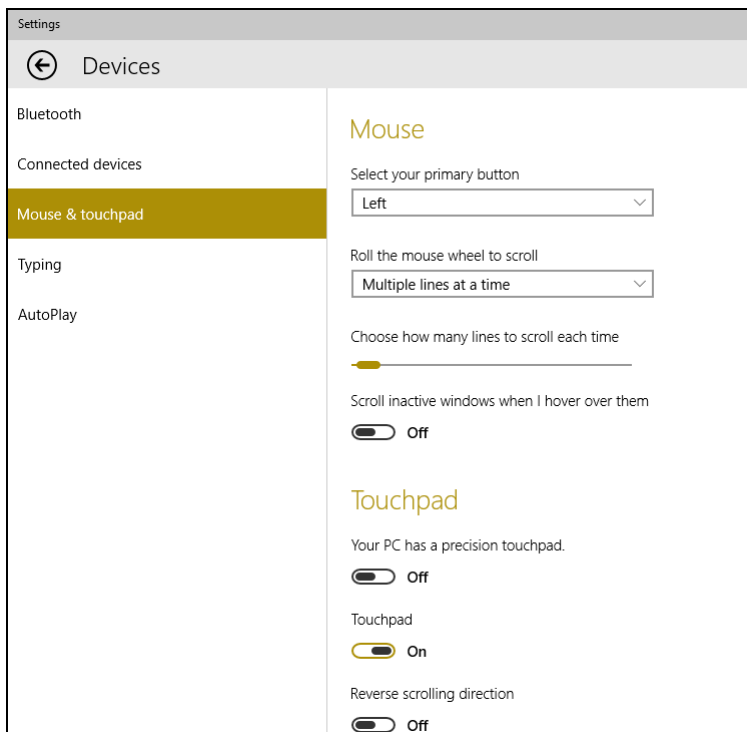 Settings
Devices
Bluetooth
Connected devices
Mouse & touchpad
Typing
AutoPlay
Mouse
Select your primary button
Left
Roll the mouse wheel to scroll
Multiple lines at a time
Choose how many lines to scroll each time
Scroll inactive windows when I hover over them
Off
Touchpad
Your PC has a precision touchpad.
Off
Touchpad
On
Reverse scrolling direction
Off